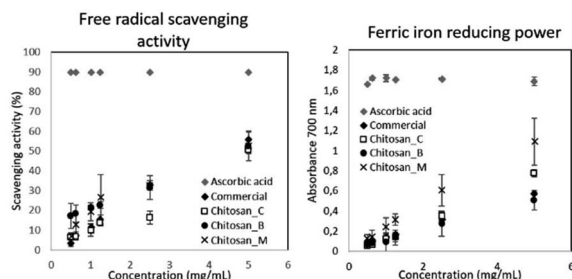 Free radical scavenging
activity
Scavenging activity (%)
100
90
80
70
60
50
40
30
20
10
0
Ascorbic acid
Commercial
Chitosan_C
Chitosan_B
Chitosan_M
0 1 2 3 4 5 6
Concentration (mg/mL)
Ferric iron reducing power
Absorbance 700 nm
2
1,8
1,6
1,4
1,2
1
0,8
0,6
0,4
0,2
0
Ascorbic acid
Commercial
Chitosan_C
Chitosan_B
Chitosan_M
0 2 4 6
Concentration (mg/mL)